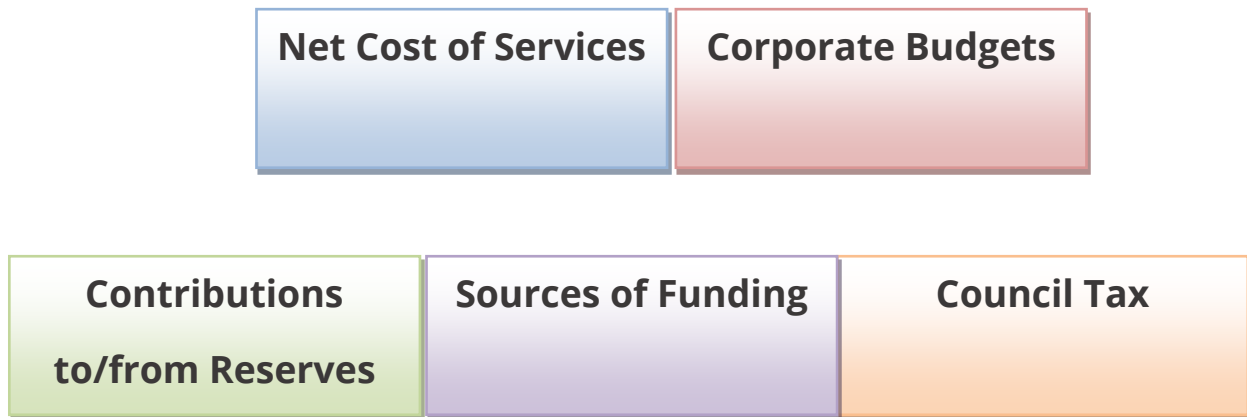 Net Cost of Services
Corporate Budgets
Contributions
to/from Reserves
Sources of Funding
Council Tax